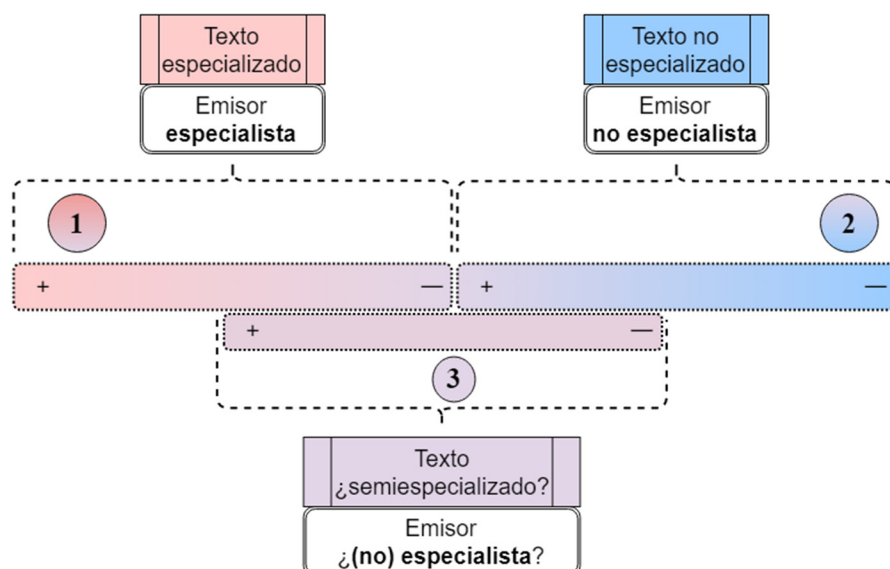 Texto
especializado
Emisor
especialista
Texto no
especializado
Emisor
no especialista
1
2
+
—
+
—
+
—
3
Texto
¿semiespecializado?
Emisor
¿(no) especialista?